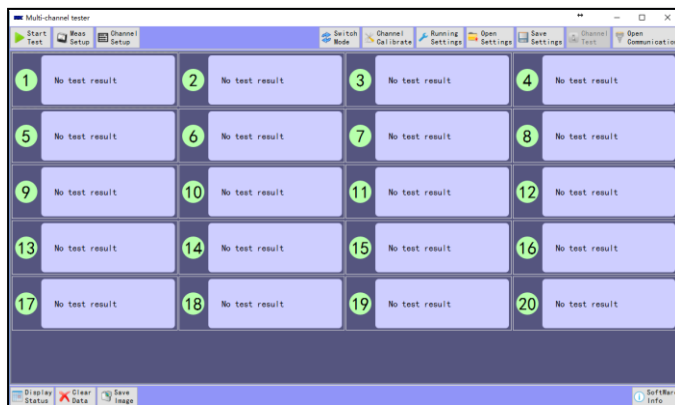 Multi-channel tester
Start Test
Meas Setup
Channel Setup
Switch Mode
Channel Calibrate
Running Settings
Open Settings
Save Settings
Channel Test
Open Communication
1 No test result
2 No test result
3 No test result
4 No test result
5 No test result
6 No test result
7 No test result
8 No test result
9 No test result
10 No test result
11 No test result
12 No test result
13 No test result
14 No test result
15 No test result
16 No test result
17 No test result
18 No test result
19 No test result
20 No test result
Display Status
Clear Data
Save Image
SoftWare Info